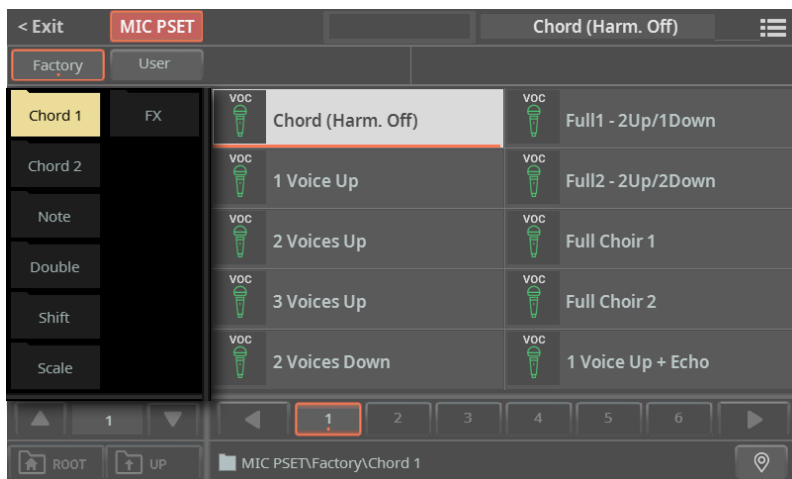 < Exit MIC PSET Chord (Harm. Off)
Factory User
Chord 1 FX
Chord 2
Note
Double
Shift
Scale
VOC Chord (Harm. Off) VOC Full1 - 2Up/1Down
VOC 1 Voice Up VOC Full2 - 2Up/2Down
VOC 2 Voices Up VOC Full Choir 1
VOC 3 Voices Up VOC Full Choir 2
VOC 2 Voices Down VOC 1 Voice Up + Echo
1 1 2 3 4 5 6
ROOT UP MIC PSET\Factory\Chord 1